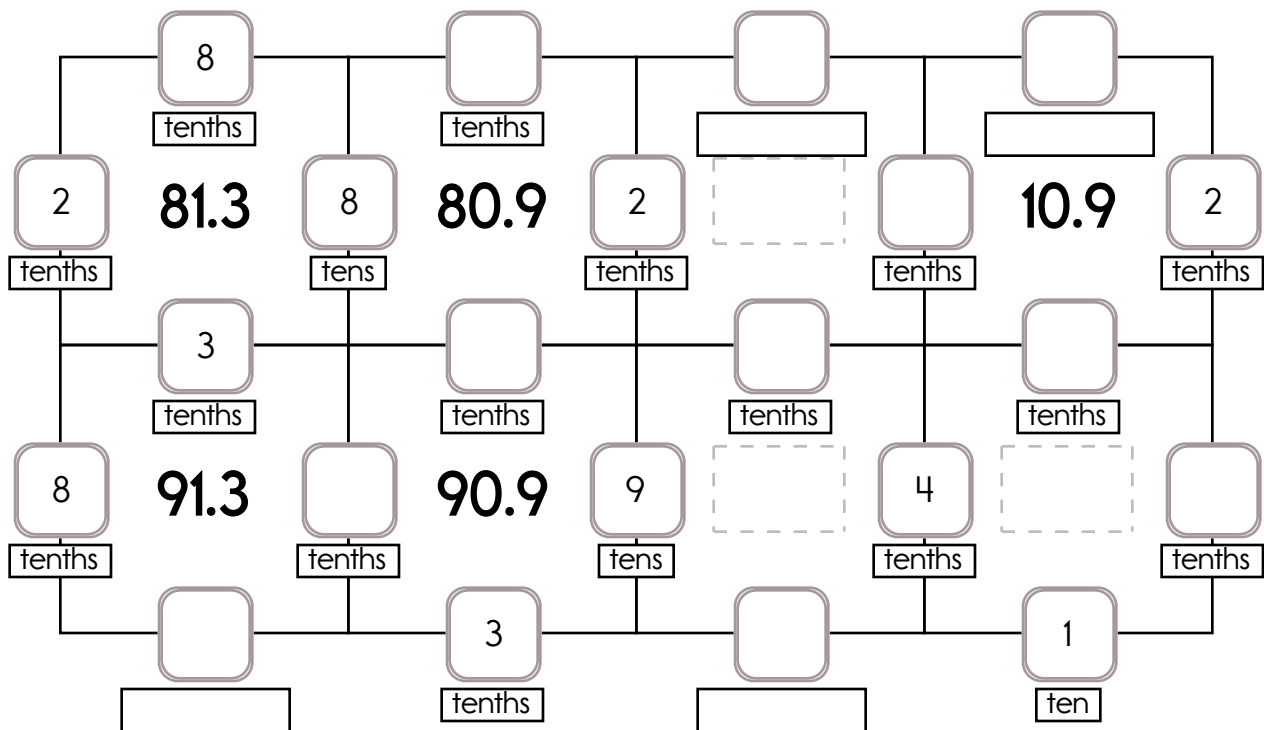 8
tenths tenths
2 81.3 8 80.9 2 10.9 2
tenths tens tenths tenths tenths
3
tenths tenths tenths tenths
8 91.3 90.9 9 4
tenths tenths tens tenths tenths
3 1
tenths ten